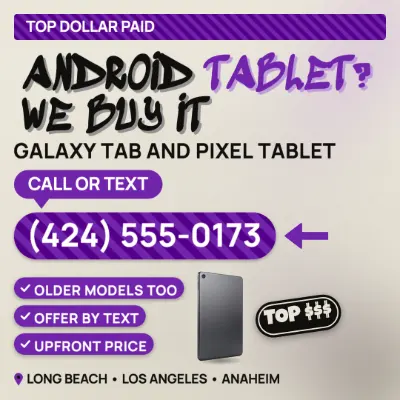 TOP DOLLAR PAID
ANDROID TABLET?
WE BUY IT
GALAXY TAB AND PIXEL TABLET
CALL OR TEXT
(424) 555-0173
OLDER MODELS TOO
OFFER BY TEXT
UPFRONT PRICE
TOP $$$
LONG BEACH • LOS ANGELES • ANAHEIM